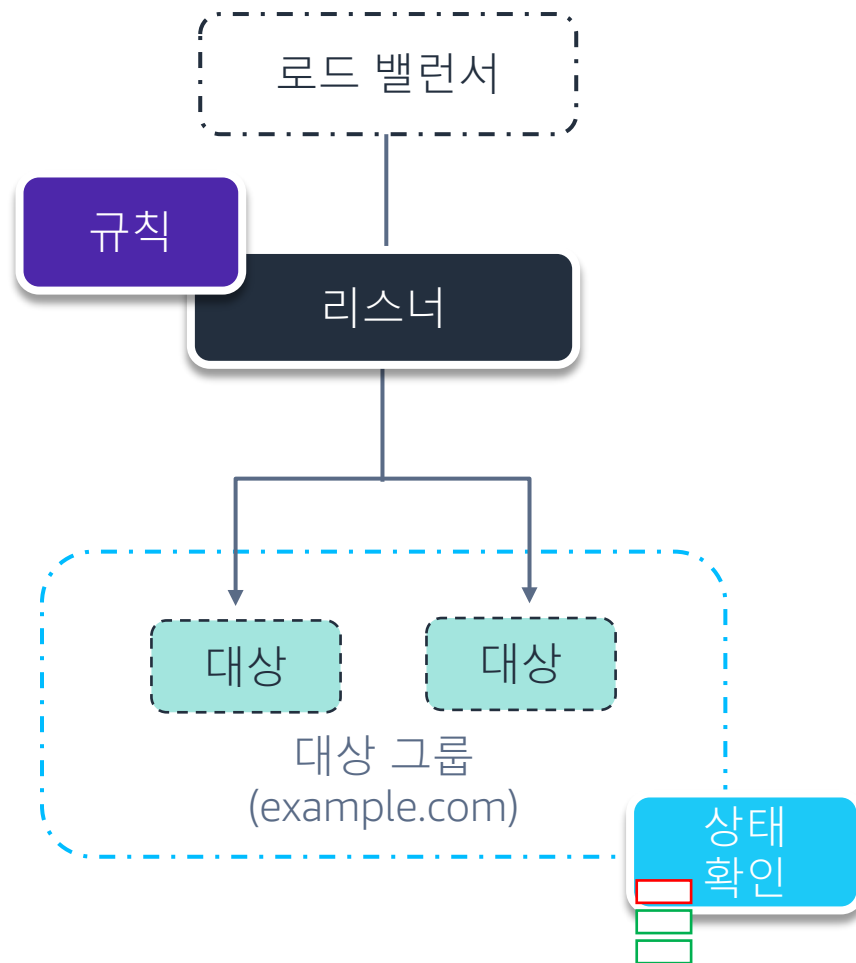 로드 밸런서
규칙
리스너
대상
대상
대상 그룹
(example.com)
상태
확인